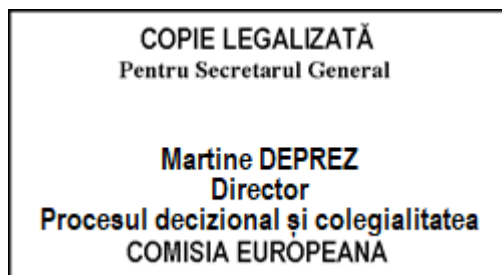 COPIE LEGALIZATĂ
Pentru Secretarul General
Martine DEPREZ
Director
Procesul decizional și colegialitatea
COMISIA EUROPEANA